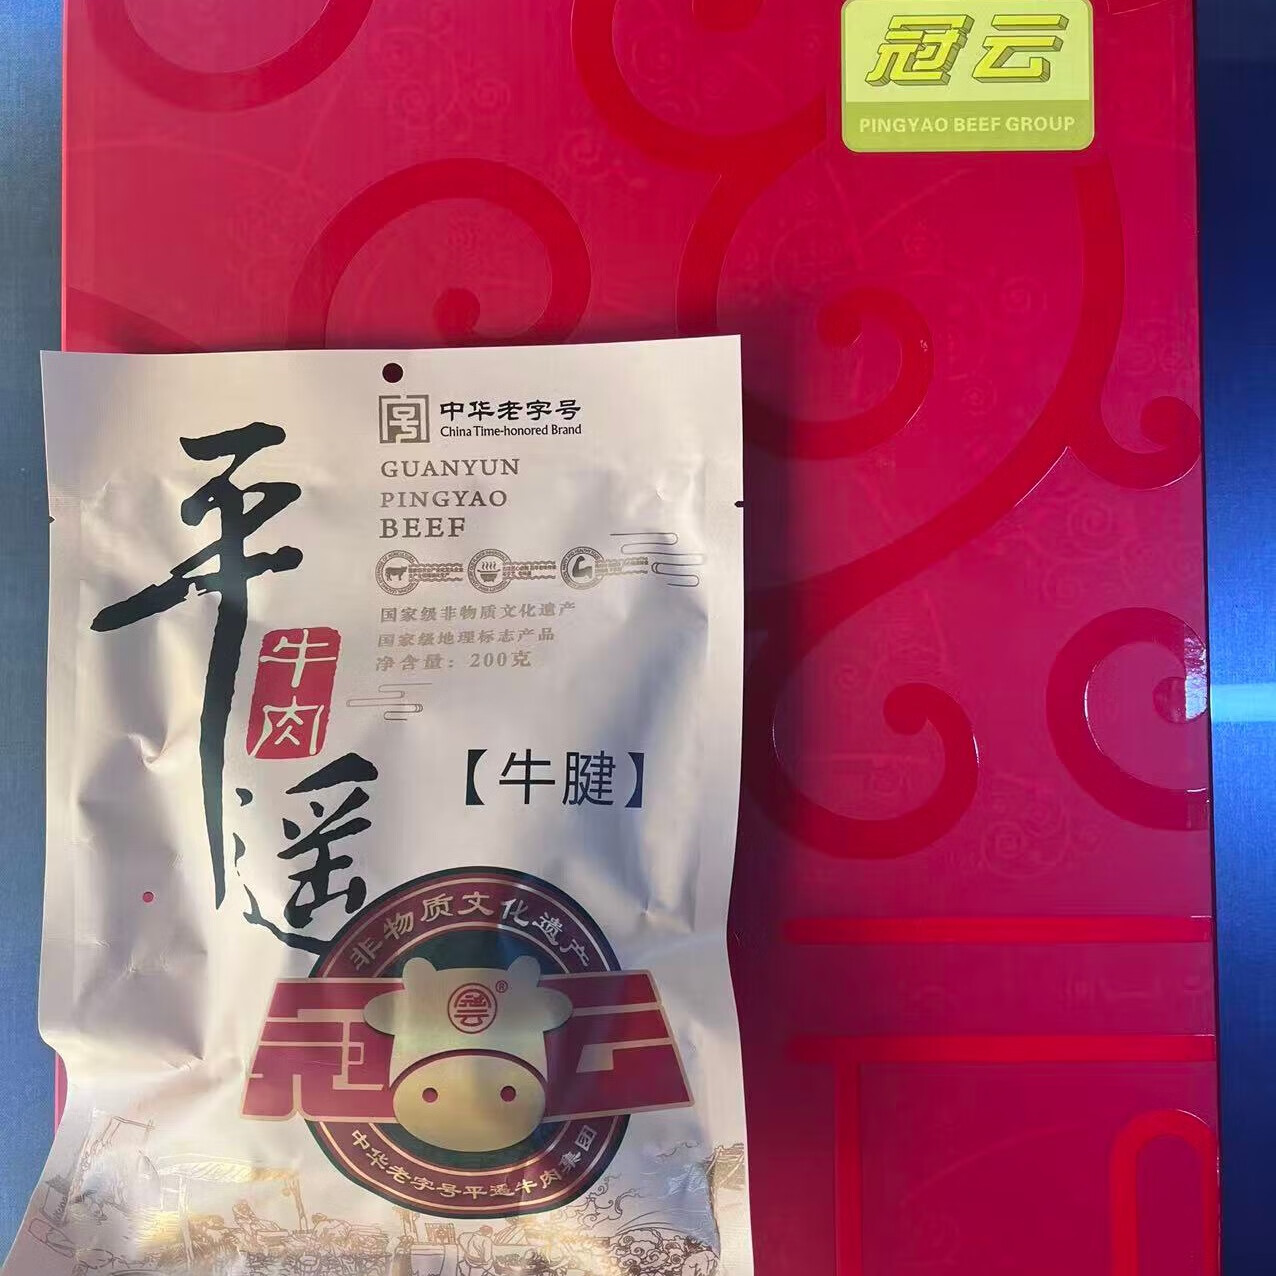 冠云
PINGYAO BEEF GROUP
中华老字号
China Time-honored Brand
GUANYUN
PINGYAO
BEEF
国家级非物质文化遗产
国家级地理标志产品
净含量：200克
平遥
牛肉
【牛腱】
非物质文化遗产
冠云
冠云®
中华老字号平遥牛肉集团